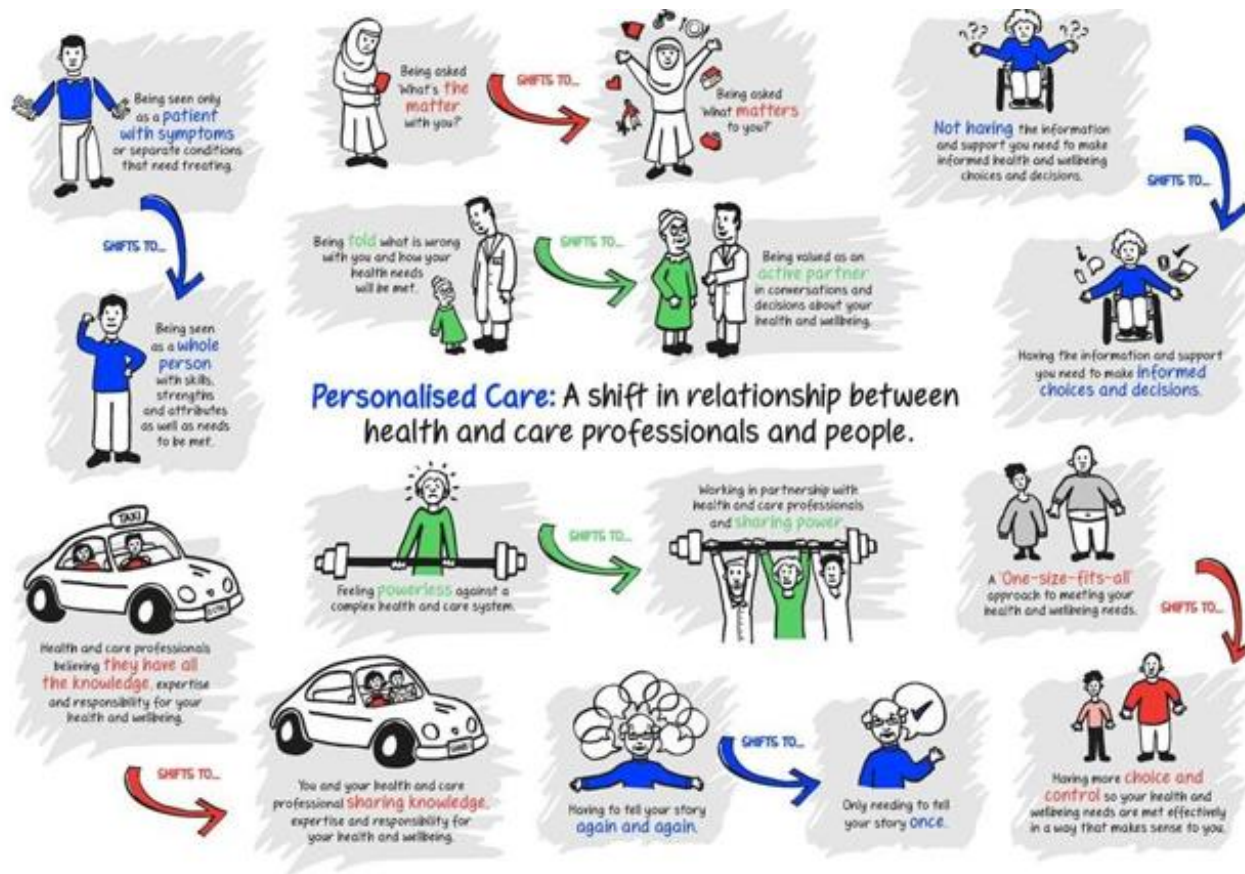 Being seen only
as a patient
with symptoms
or separate conditions
that need treating.
SHIFTS TO...
Being seen
as a whole
person
with skills,
strengths
and attributes
as well as needs
to be met.
Being asked
'What's the
matter
with you?'
SHIFTS TO...
Being asked
'What matters
to you?'
Not having the information
and support you need to make
informed health and wellbeing
choices and decisions.
SHIFTS TO...
Having the information and support
you need to make informed
choices and decisions.
Being told what is wrong
with you and how your
health needs
will be met.
SHIFTS TO...
Being valued as an
active partner
in conversations and
decisions about your
health and wellbeing.
Personalised Care: A shift in relationship between
health and care professionals and people.
TAXI
Health and care professionals
believing they have all
the knowledge, expertise
and responsibility for your
health and wellbeing.
SHIFTS TO...
You and your health and care
professional sharing knowledge,
expertise and responsibility for
your health and wellbeing.
Feeling powerless against a
complex health and care system.
SHIFTS TO...
Working in partnership with
health and care professionals
and sharing power.
Having to tell your story
again and again.
SHIFTS TO...
Only needing to tell
your story once.
A 'One-size-fits-all'
approach to meeting your
health and wellbeing needs.
SHIFTS TO...
Having more choice and
control so your health and
wellbeing needs are met effectively
in a way that makes sense to you.